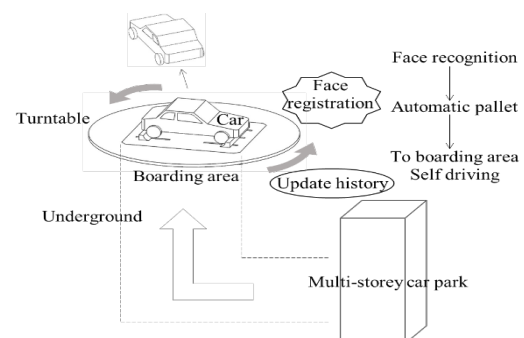 Face recognition
Face
registration
Automatic pallet
Turntable
Car
To boarding area
Self driving
Boarding area
Update history
Underground
Multi-storey car park